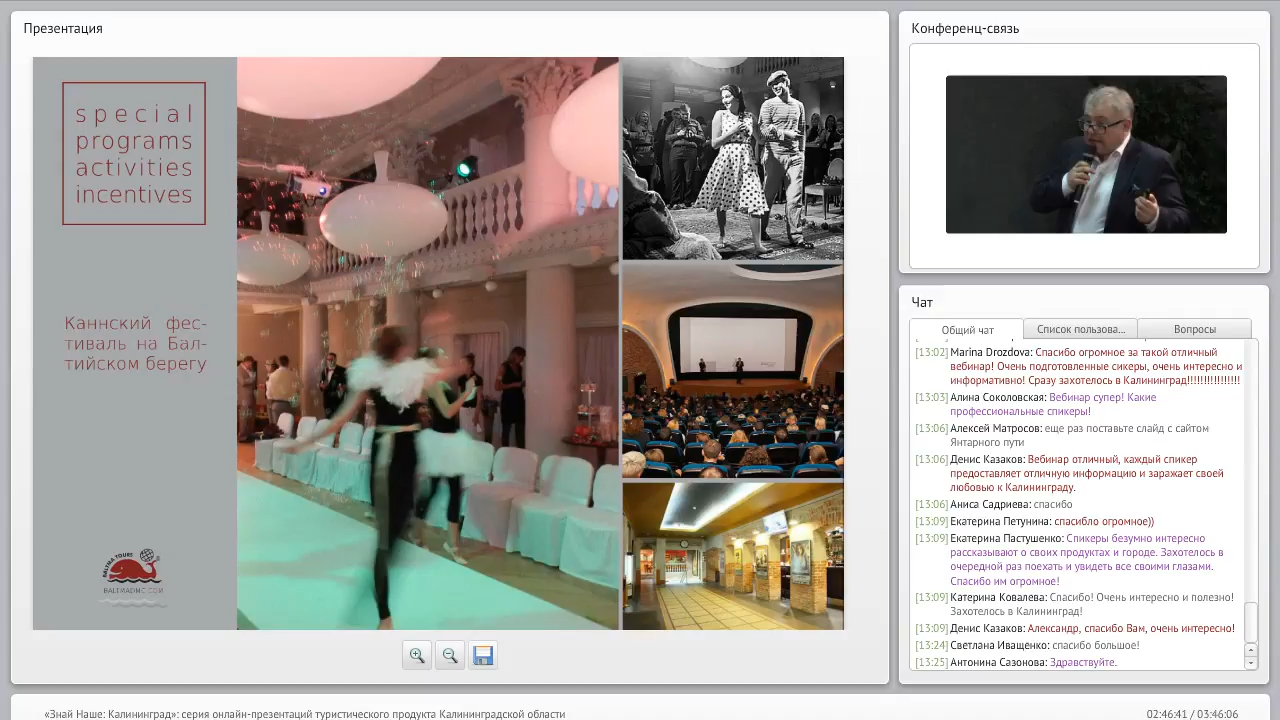 Презентация
special
programs
activities
incentives
Каннский фес-
тиваль на Бал-
тийском берегу
BALTMA TOURS
BALTMADMC.COM
Конференц-связь
Чат
Общий чат
Список пользова...
Вопросы
[13:02] Marina Drozdova: Спасибо огромное за такой отличный
вебинар! Очень подготовленные сикеры, очень интересно и
информативно! Сразу захотелось в Калининград!!!!!!!!!!!!!!!!
[13:03] Алина Соколовская: Вебинар супер! Какие
профессиональные спикеры!
[13:06] Алексей Матросов: еще раз поставьте слайд с сайтом
Янтарного пути
[13:06] Денис Казаков: Вебинар отличный, каждый спикер
предоставляет отличную информацию и заражает своей
любовью к Калининграду.
[13:06] Аниса Садриева: спасибо
[13:09] Екатерина Петунина: спасибло огромное))
[13:09] Екатерина Пастушенко: Спикеры безумно интересно
рассказывают о своих продуктах и городе. Захотелось в
очередной раз поехать и увидеть все своими глазами.
Спасибо им огромное!
[13:09] Катерина Ковалева: Спасибо! Очень интересно и полезно!
Захотелось в Калининград!
[13:09] Денис Казаков: Александр, спасибо Вам, очень интересно!
[13:24] Светлана Иващенко: спасибо большое!
[13:25] Антонина Сазонова: Здравствуйте.
«Знай Наше: Калининград»: серия онлайн-презентаций туристического продукта Калининградской области
02:46:41 / 03:46:06